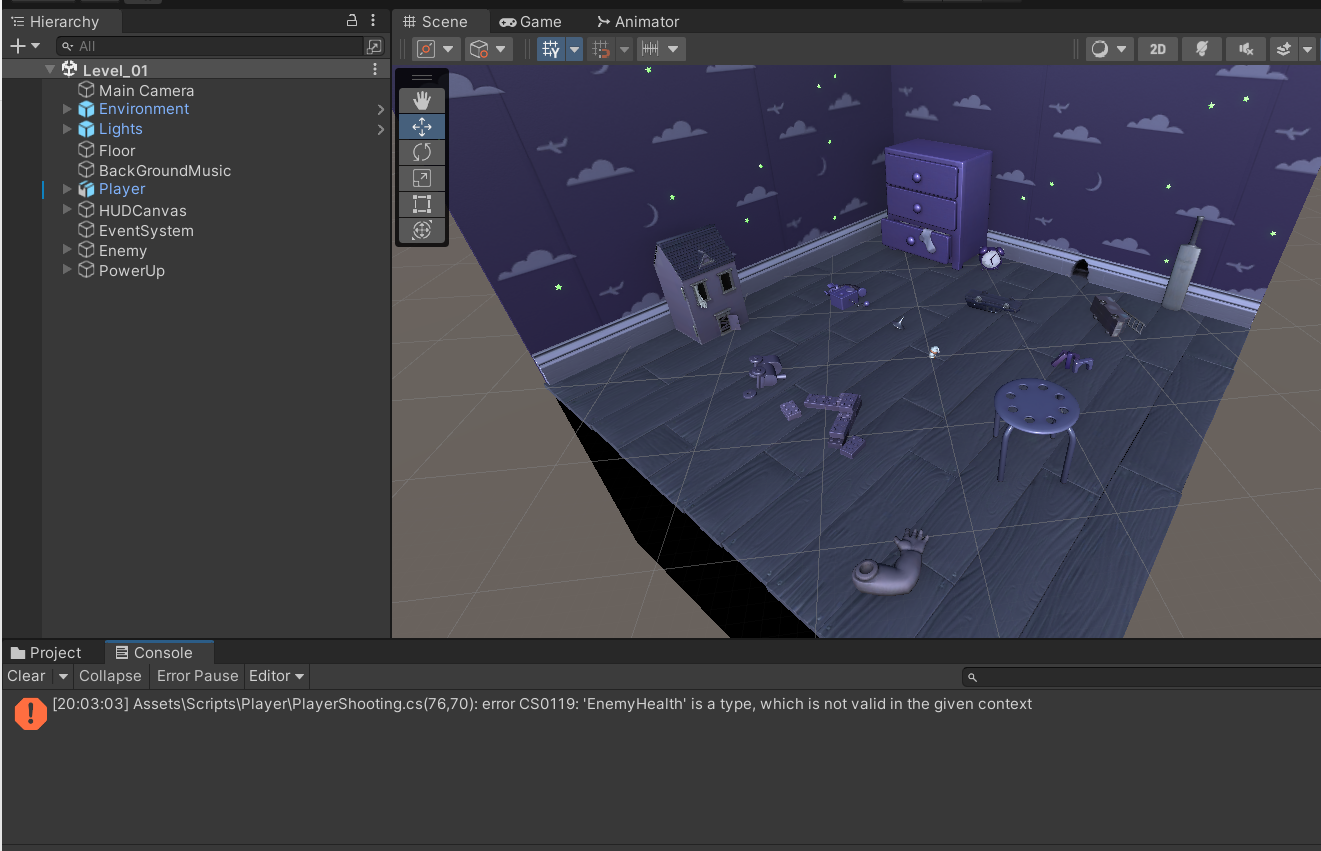 Hierarchy
All
Level_01
Main Camera
Environment
Lights
Floor
BackGroundMusic
Player
HUDCanvas
EventSystem
Enemy
PowerUp
Scene Game Animator
2D
Project Console
Clear Collapse Error Pause Editor
[20:03:03] Assets\Scripts\Player\PlayerShooting.cs(76,70): error CS0119: 'EnemyHealth' is a type, which is not valid in the given context